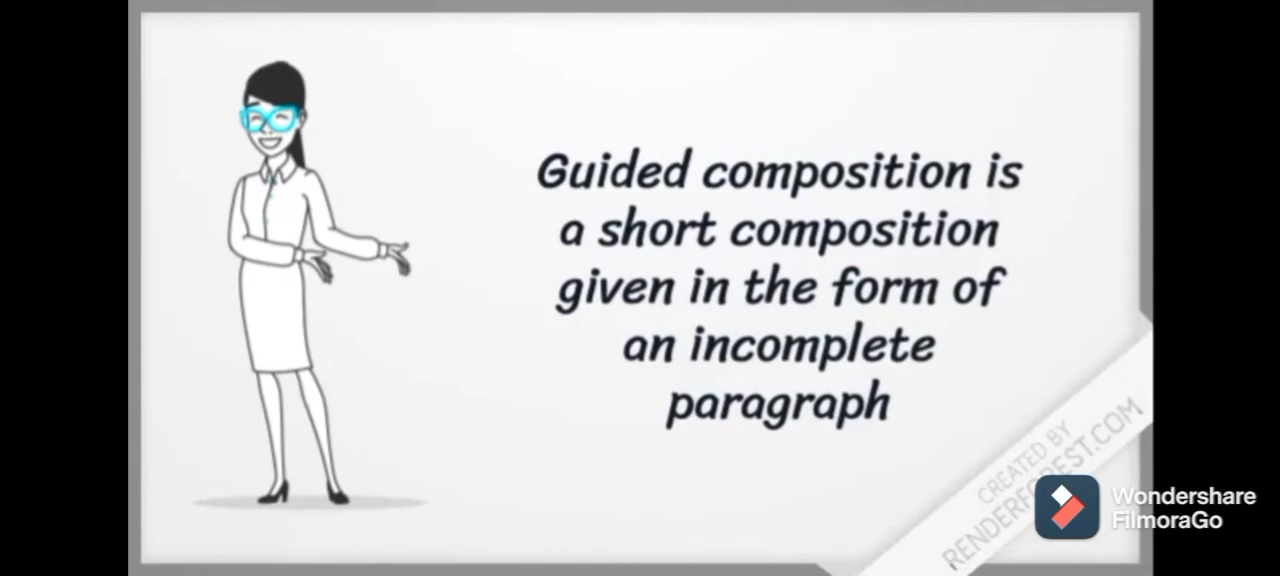 Guided composition is
a short composition
given in the form of
an incomplete
paragraph
CREATED BY
RENDERFOREST.COM
Wondershare
FilmoraGo